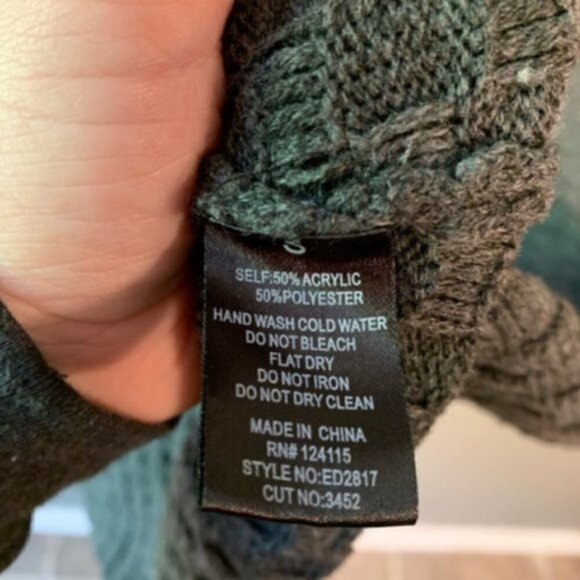 S
SELF:50% ACRYLIC
50%POLYESTER
HAND WASH COLD WATER
DO NOT BLEACH
FLAT DRY
DO NOT IRON
DO NOT DRY CLEAN
MADE IN CHINA
RN# 124115
STYLE NO:ED2817
CUT NO:3452